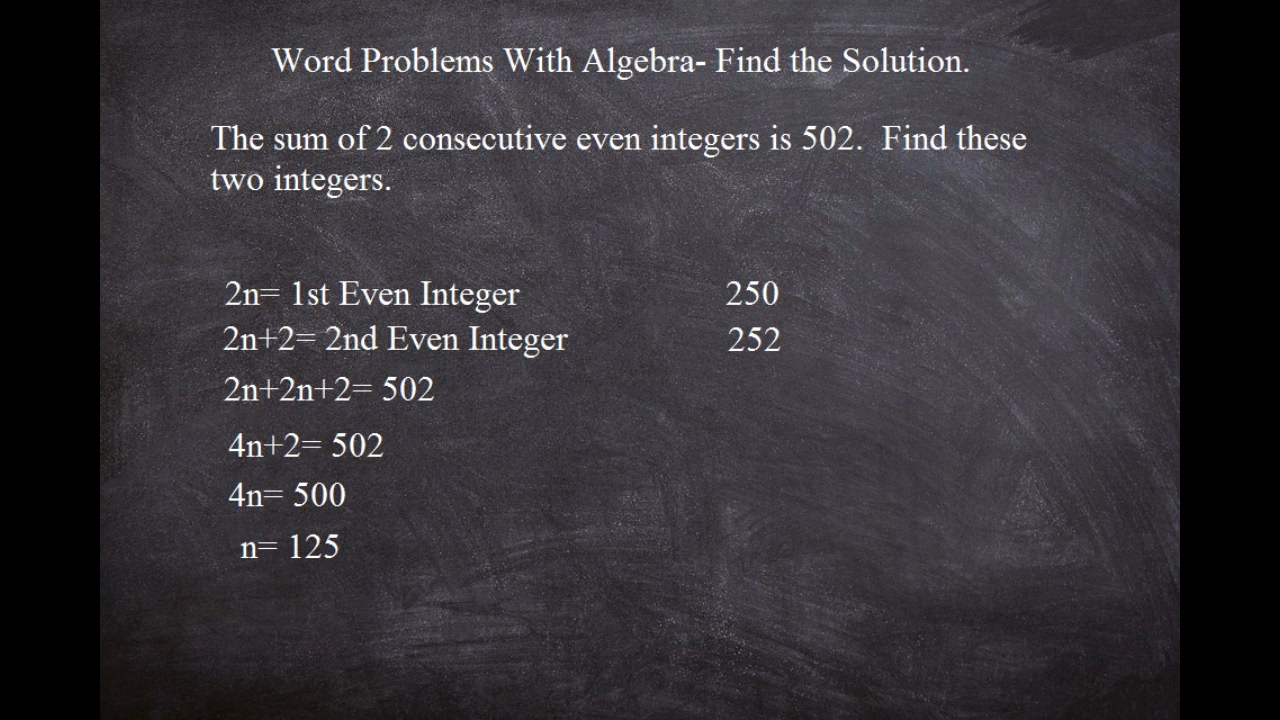 Word Problems With Algebra- Find the Solution.
The sum of 2 consecutive even integers is 502.  Find these
two integers.
2n= 1st Even Integer
250
2n+2= 2nd Even Integer
252
2n+2n+2= 502
4n+2= 502
4n= 500
n= 125